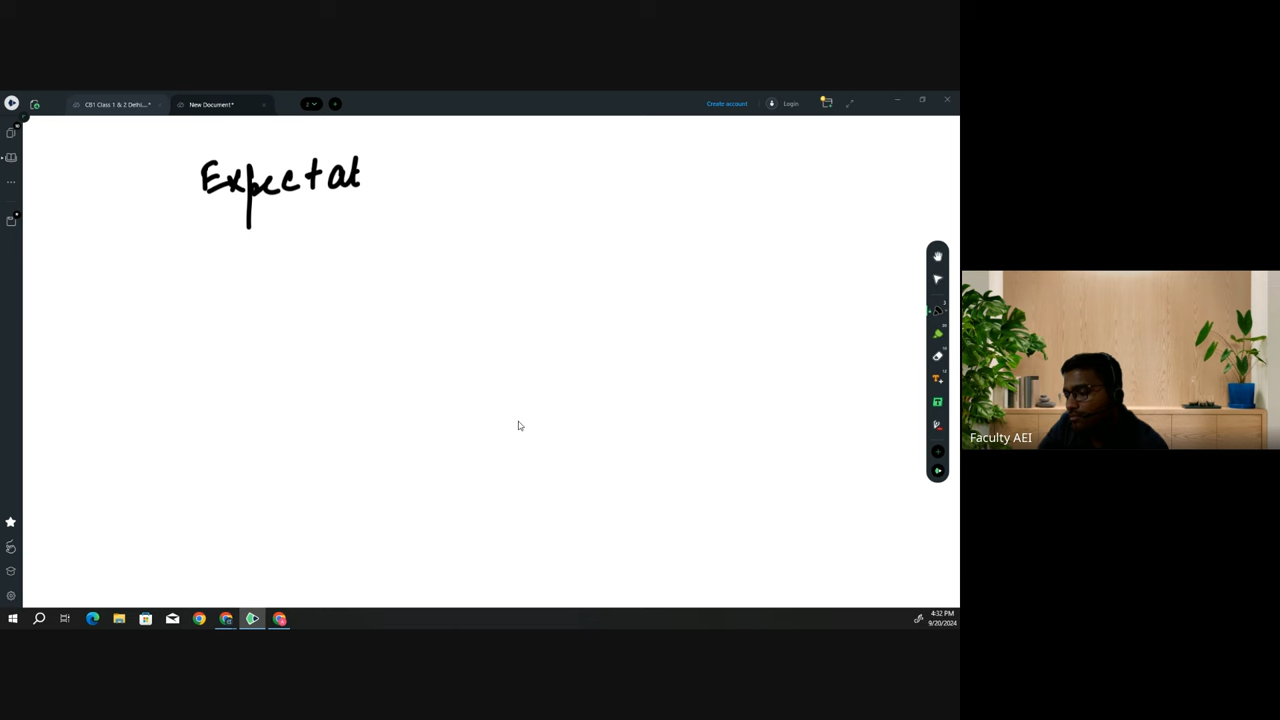 CB1 Class 1 & 2 Delhi...*
New Document*
2
Create account
Login
Expectat
Faculty AEI
4:32 PM
9/20/2024